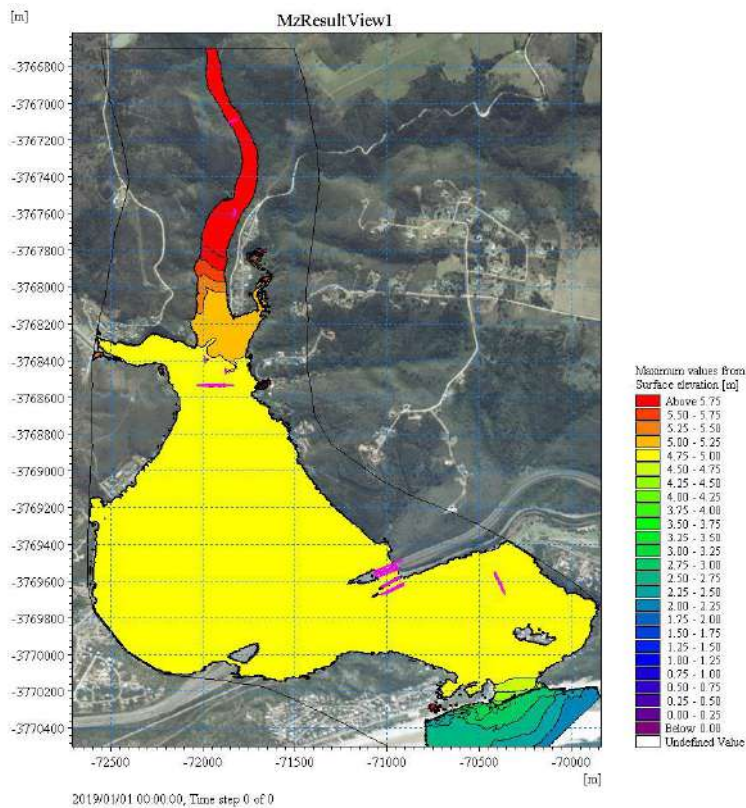 MzResultView1
[m]
-3766800
-3767000
-3767200
-3767400
-3767600
-3767800
-3768000
-3768200
-3768400
-3768600
-3768800
-3769000
-3769200
-3769400
-3769600
-3769800
-3770000
-3770200
-3770400
-72500
-72000
-71500
-71000
-70500
-70000
[m]
2019/01/01 00:00:00, Time step 0 of 0
Maximum values from
Surface elevation [m]
Above 5.75
5.50 - 5.75
5.25 - 5.50
5.00 - 5.25
4.75 - 5.00
4.50 - 4.75
4.25 - 4.50
4.00 - 4.25
3.75 - 4.00
3.50 - 3.75
3.25 - 3.50
3.00 - 3.25
2.75 - 3.00
2.50 - 2.75
2.25 - 2.50
2.00 - 2.25
1.75 - 2.00
1.50 - 1.75
1.25 - 1.50
1.00 - 1.25
0.75 - 1.00
0.50 - 0.75
0.25 - 0.50
0.00 - 0.25
Below 0.00
Undefined Value